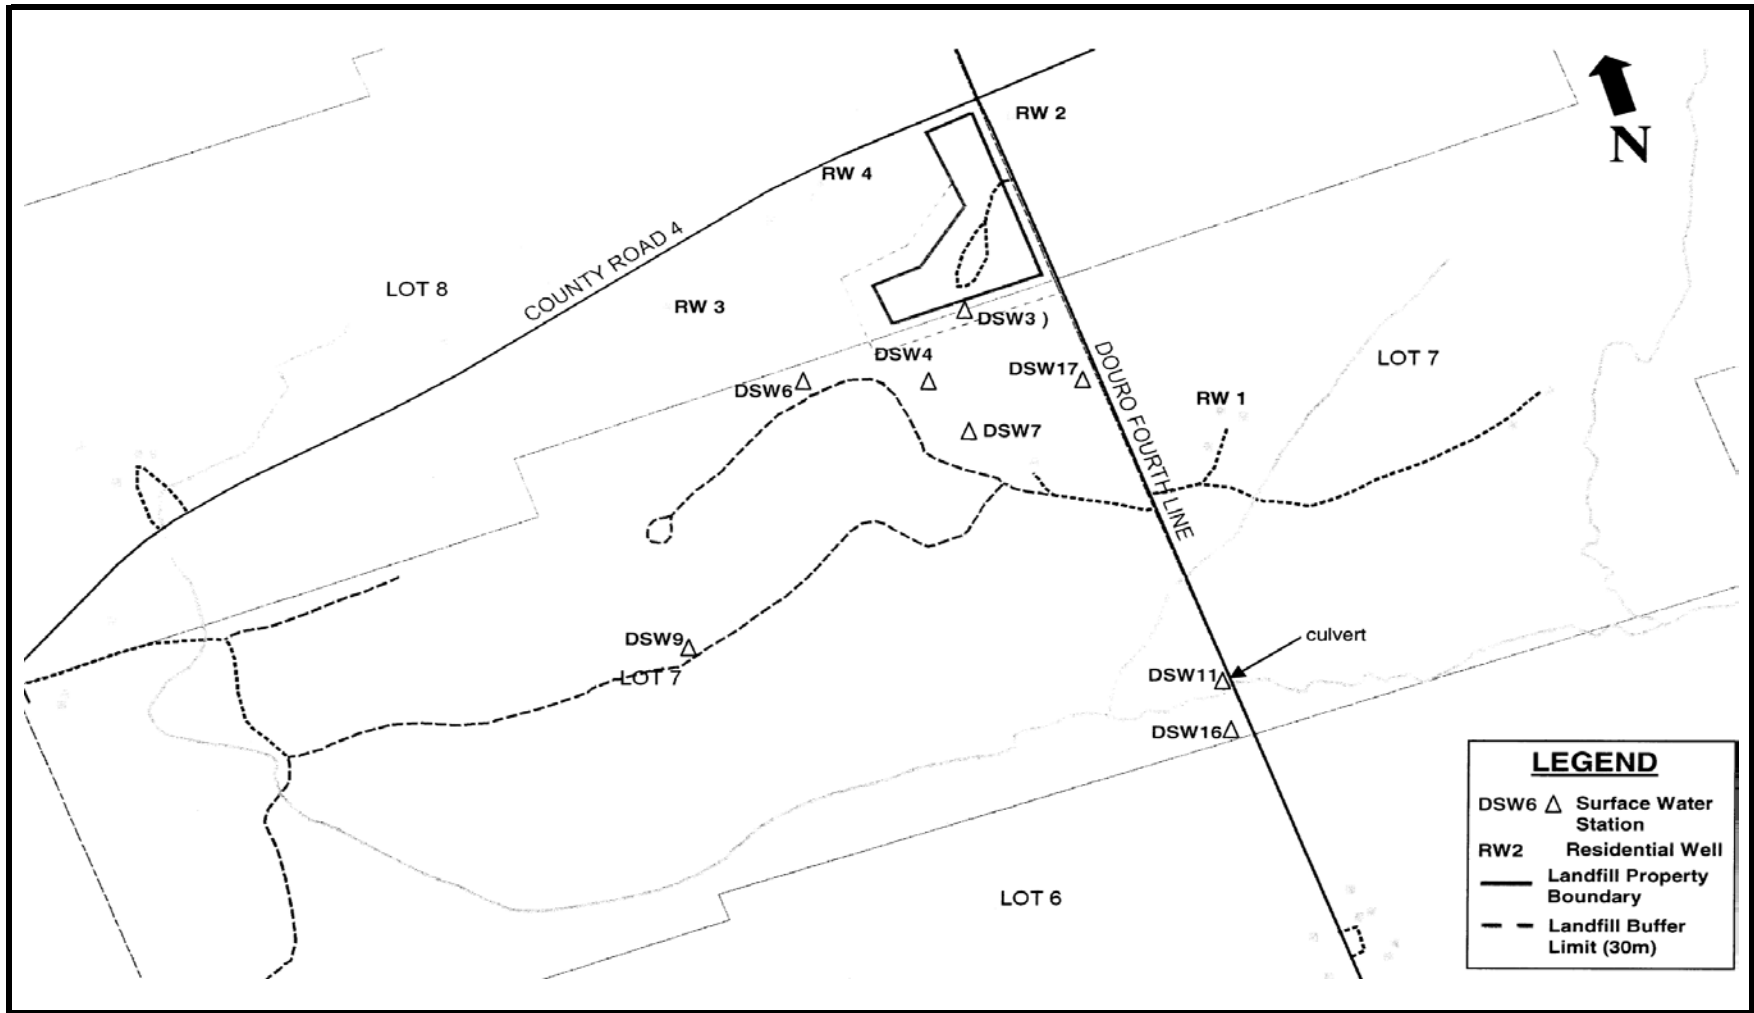 N
RW 2
RW 4
COUNTY ROAD 4
LOT 8
RW 3
DSW3 )
DSW4
DSW17
DSW6
DOURO FOURTH LINE
LOT 7
RW 1
DSW7
culvert
DSW9
LOT 7
DSW11
DSW16
LOT 6
LEGEND
DSW6 Surface Water
Station
RW2 Residential Well
Landfill Property
Boundary
Landfill Buffer
Limit (30m)